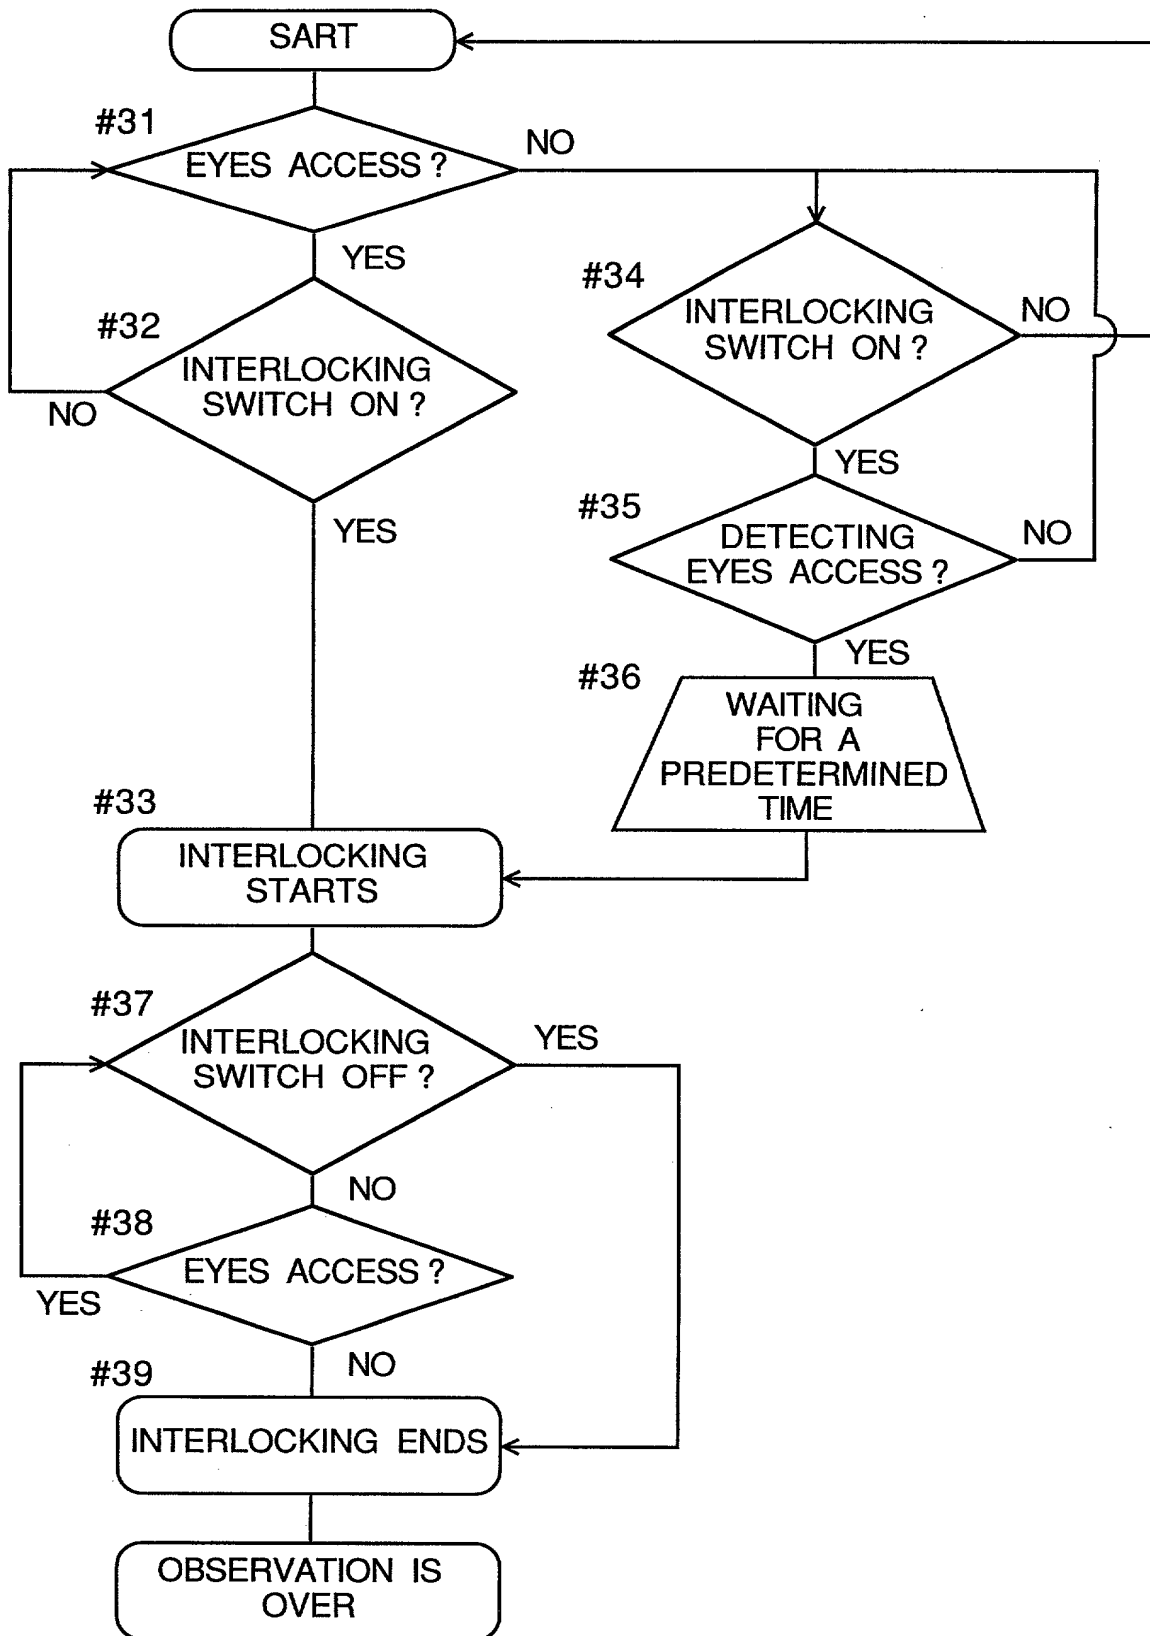 SART
#31
EYES ACCESS ?
NO
YES
#32
INTERLOCKING
SWITCH ON ?
NO
YES
#34
INTERLOCKING
SWITCH ON ?
NO
YES
#35
DETECTING
EYES ACCESS ?
NO
YES
#36
WAITING
FOR A
PREDETERMINED
TIME
#33
INTERLOCKING
STARTS
#37
INTERLOCKING
SWITCH OFF ?
YES
NO
#38
EYES ACCESS ?
YES
NO
#39
INTERLOCKING ENDS
OBSERVATION IS
OVER